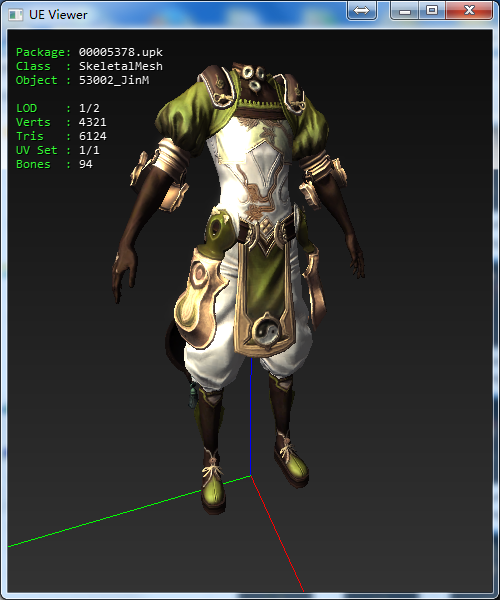 UE Viewer
Package: 00005378.upk
Class : SkeletalMesh
Object : 53002_JinM
LOD : 1/2
Verts : 4321
Tris : 6124
UV Set : 1/1
Bones : 94